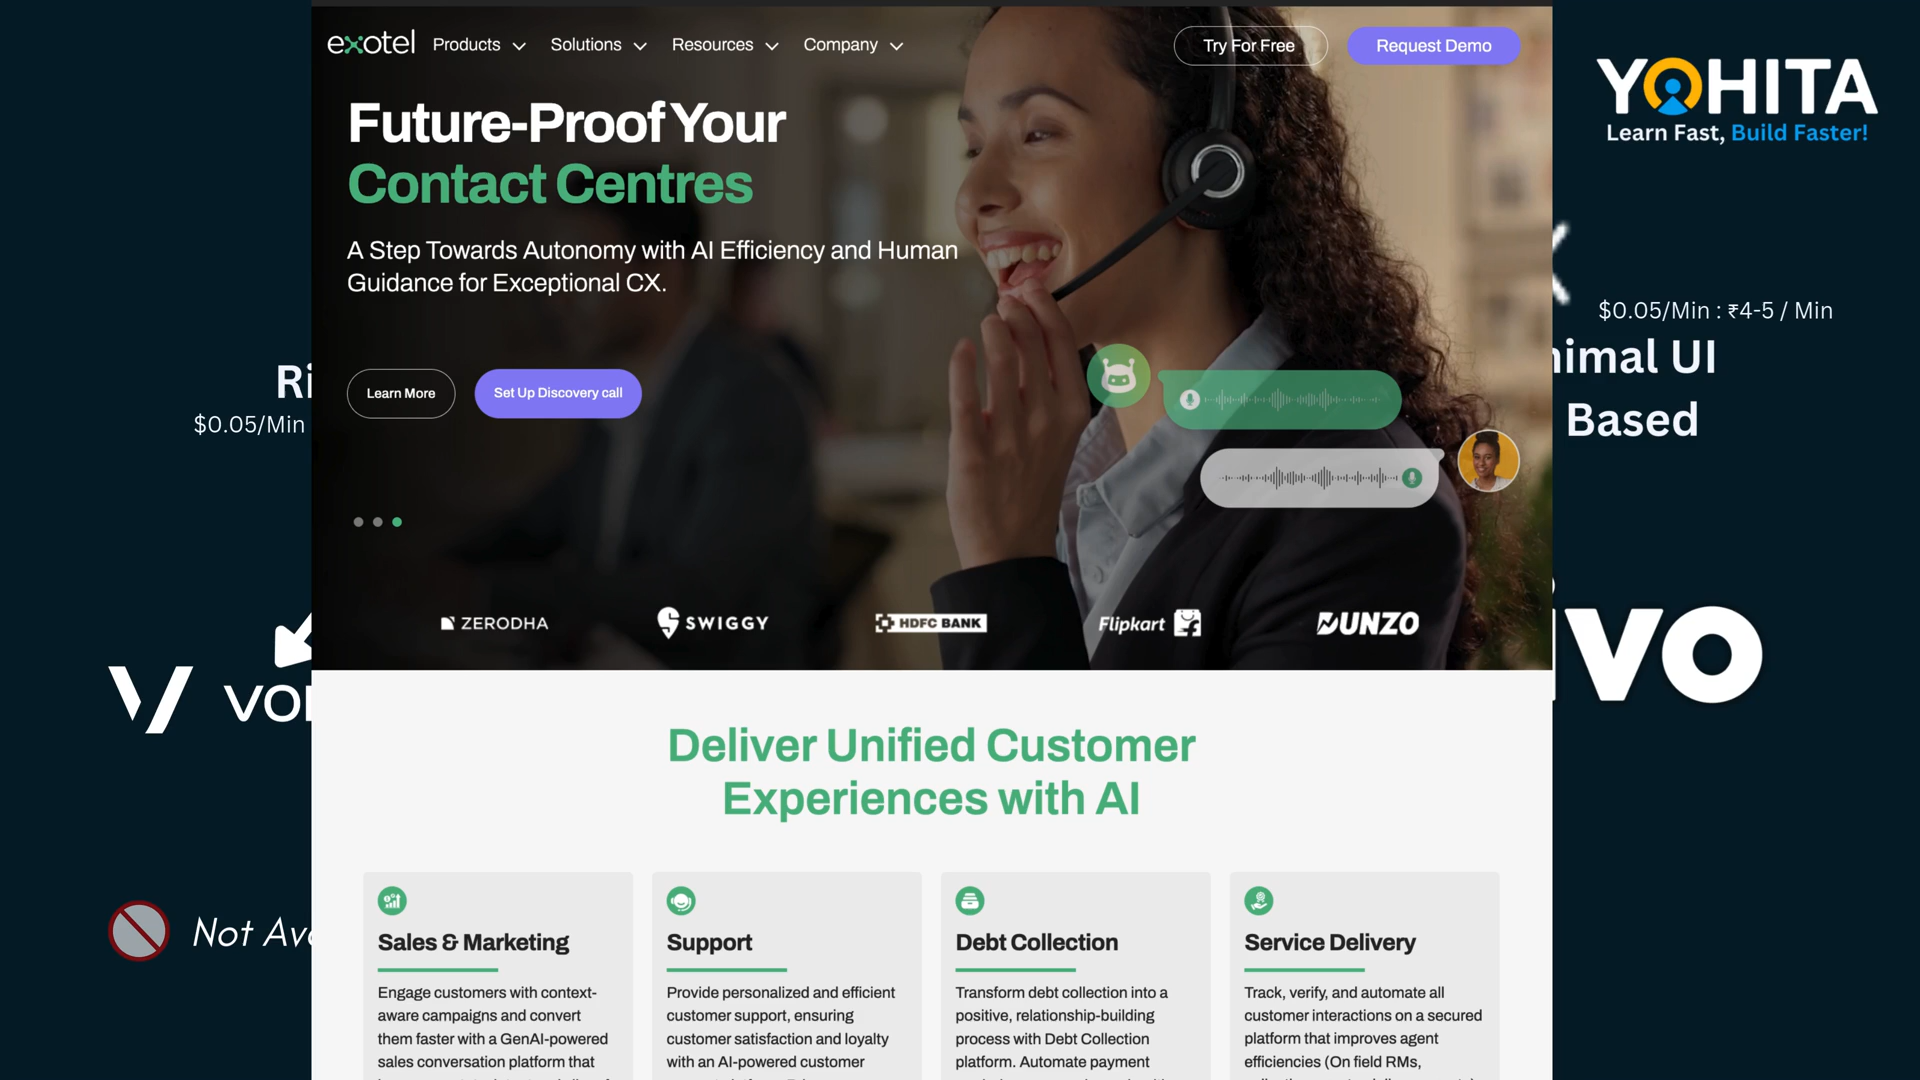 exotel
Products
Solutions
Resources
Company
Try For Free
Request Demo
YOHITA
Learn Fast, Build Faster!
Future-Proof Your
Contact Centres
A Step Towards Autonomy with AI Efficiency and Human
Guidance for Exceptional CX.
$0.05/Min : ₹4-5 / Min
UI
Based
$0.05/Min
Learn More
Set Up Discovery call
ZERODHA
SWIGGY
HDFC BANK
Flipkart
DUNZO
Deliver Unified Customer
Experiences with AI
Not
Sales & Marketing
Engage customers with context-
aware campaigns and convert
them faster with a GenAI-powered
sales conversation platform that
Support
Provide personalized and efficient
customer support, ensuring
customer satisfaction and loyalty
with an AI-powered customer
Debt Collection
Transform debt collection into a
positive, relationship-building
process with Debt Collection
platform. Automate payment
Service Delivery
Track, verify, and automate all
customer interactions on a secured
platform that improves agent
efficiencies (On field RMs,